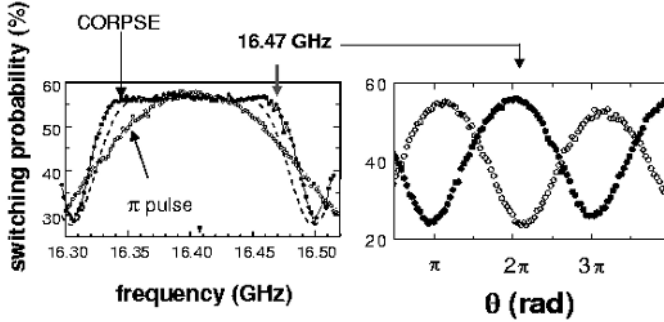 CORPSE
16.47 GHz
switching probability (%)
60
50
40
30
π pulse
16.30 16.35 16.40 16.45 16.50
frequency (GHz)
60
40
20
π 2π 3π
θ (rad)